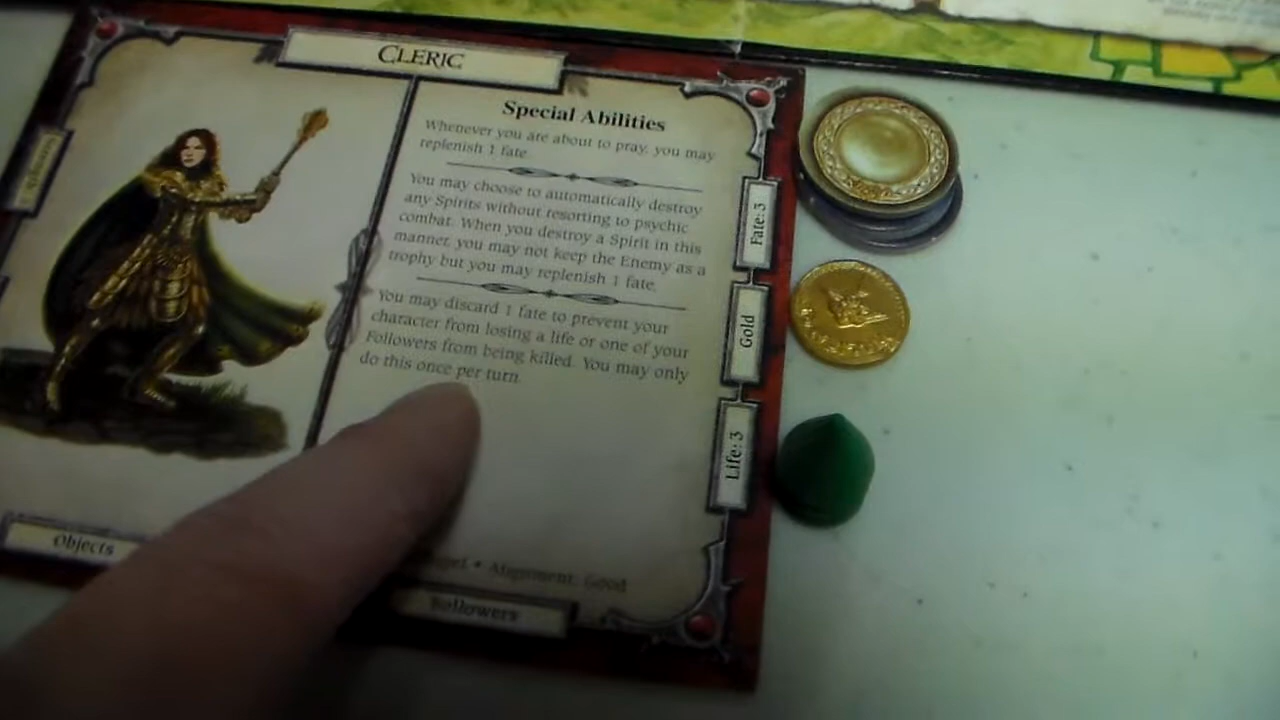 CLERIC
Strength
Special Abilities
Whenever you are about to pray, you may
replenish 1 fate
You may choose to automatically destroy
any Spirits without resorting to psychic
combat. When you destroy a Spirit in this
manner, you may not keep the Enemy as a
trophy but you may replenish 1 fate.
You may discard 1 fate to prevent your
character from losing a life or one of your
Followers from being killed. You may only
do this once per turn.
Fate: 3
Gold
Life: 3
• Alignment: Good
Objects
Followers